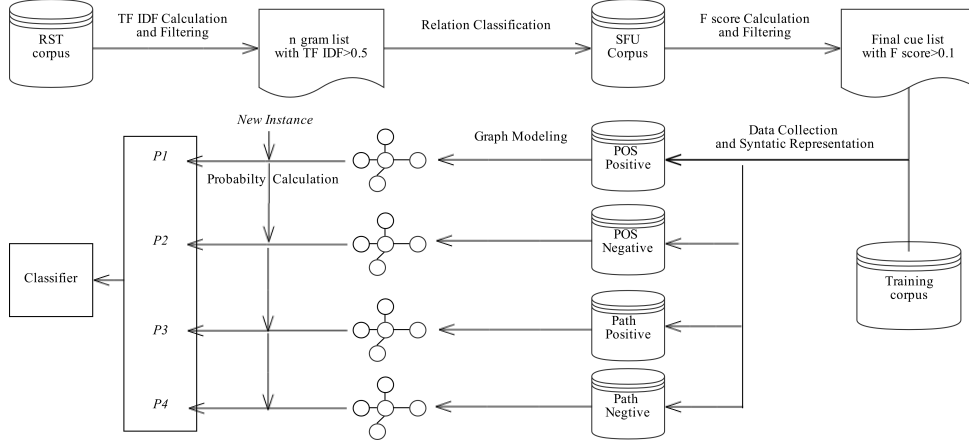 RST
corpus
TF IDF Calculation
and Filtering
n gram list
with TF IDF>0.5
Relation Classification
SFU
Corpus
F score Calculation
and Filtering
Final cue list
with F score>0.1
New Instance
P1
Probabilty Calculation
Graph Modeling
POS
Positive
Data Collection
and Syntatic Representation
P2
POS
Negative
Classifier
Training
corpus
P3
Path
Positive
P4
Path
Negtive